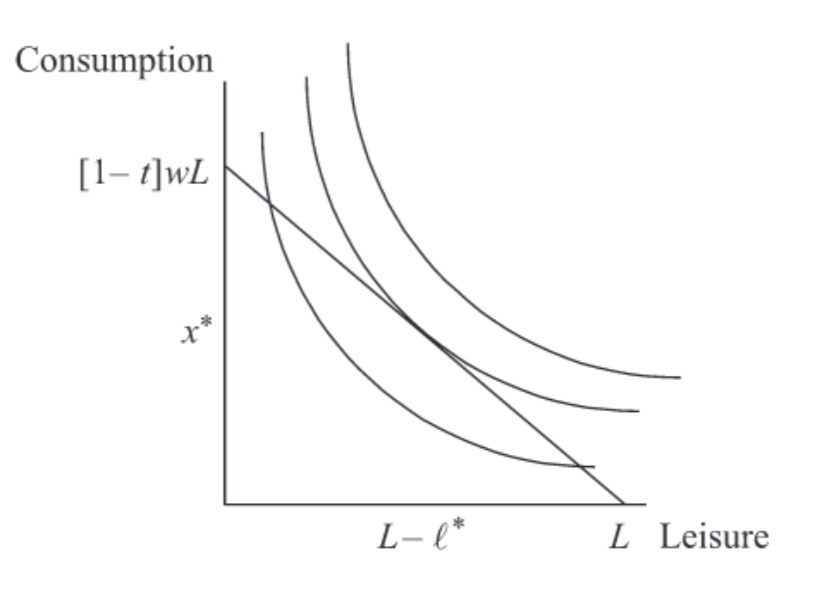 Consumption
[1– t]wL
x*
L– ℓ*
L Leisure